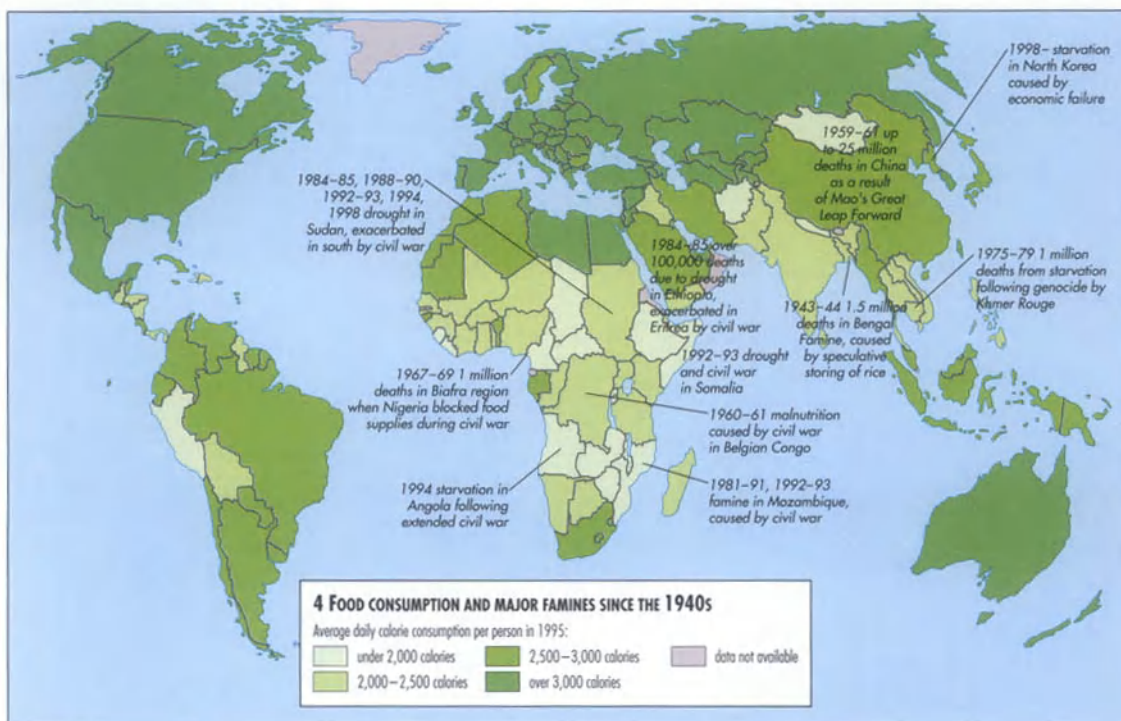 1998– starvation
in North Korea
caused by
economic failure
1959–61 up
to 25 million
deaths in China
as a result
of Mao's Great
Leap Forward
1984–85, 1988–90,
1992–93, 1994,
1998 drought in
Sudan, exacerbated
in south by civil war
1984–85 over
100,000 deaths
due to drought
in Ethiopia,
exacerbated in
Eritrea by civil war
1975–79 1 million
deaths from starvation
following genocide by
Khmer Rouge
1943–44 1.5 million
deaths in Bengal
Famine, caused
by speculative
storing of rice
1992–93 drought
and civil war
in Somalia
1967–69 1 million
deaths in Biafra region
when Nigeria blocked food
supplies during civil war
1960–61 malnutrition
caused by civil war
in Belgian Congo
1994 starvation in
Angola following
extended civil war
1981–91, 1992–93
famine in Mozambique,
caused by civil war
4 FOOD CONSUMPTION AND MAJOR FAMINES SINCE THE 1940S
Average daily calorie consumption per person in 1995:
under 2,000 calories
2,500–3,000 calories
data not available
2,000–2,500 calories
over 3,000 calories